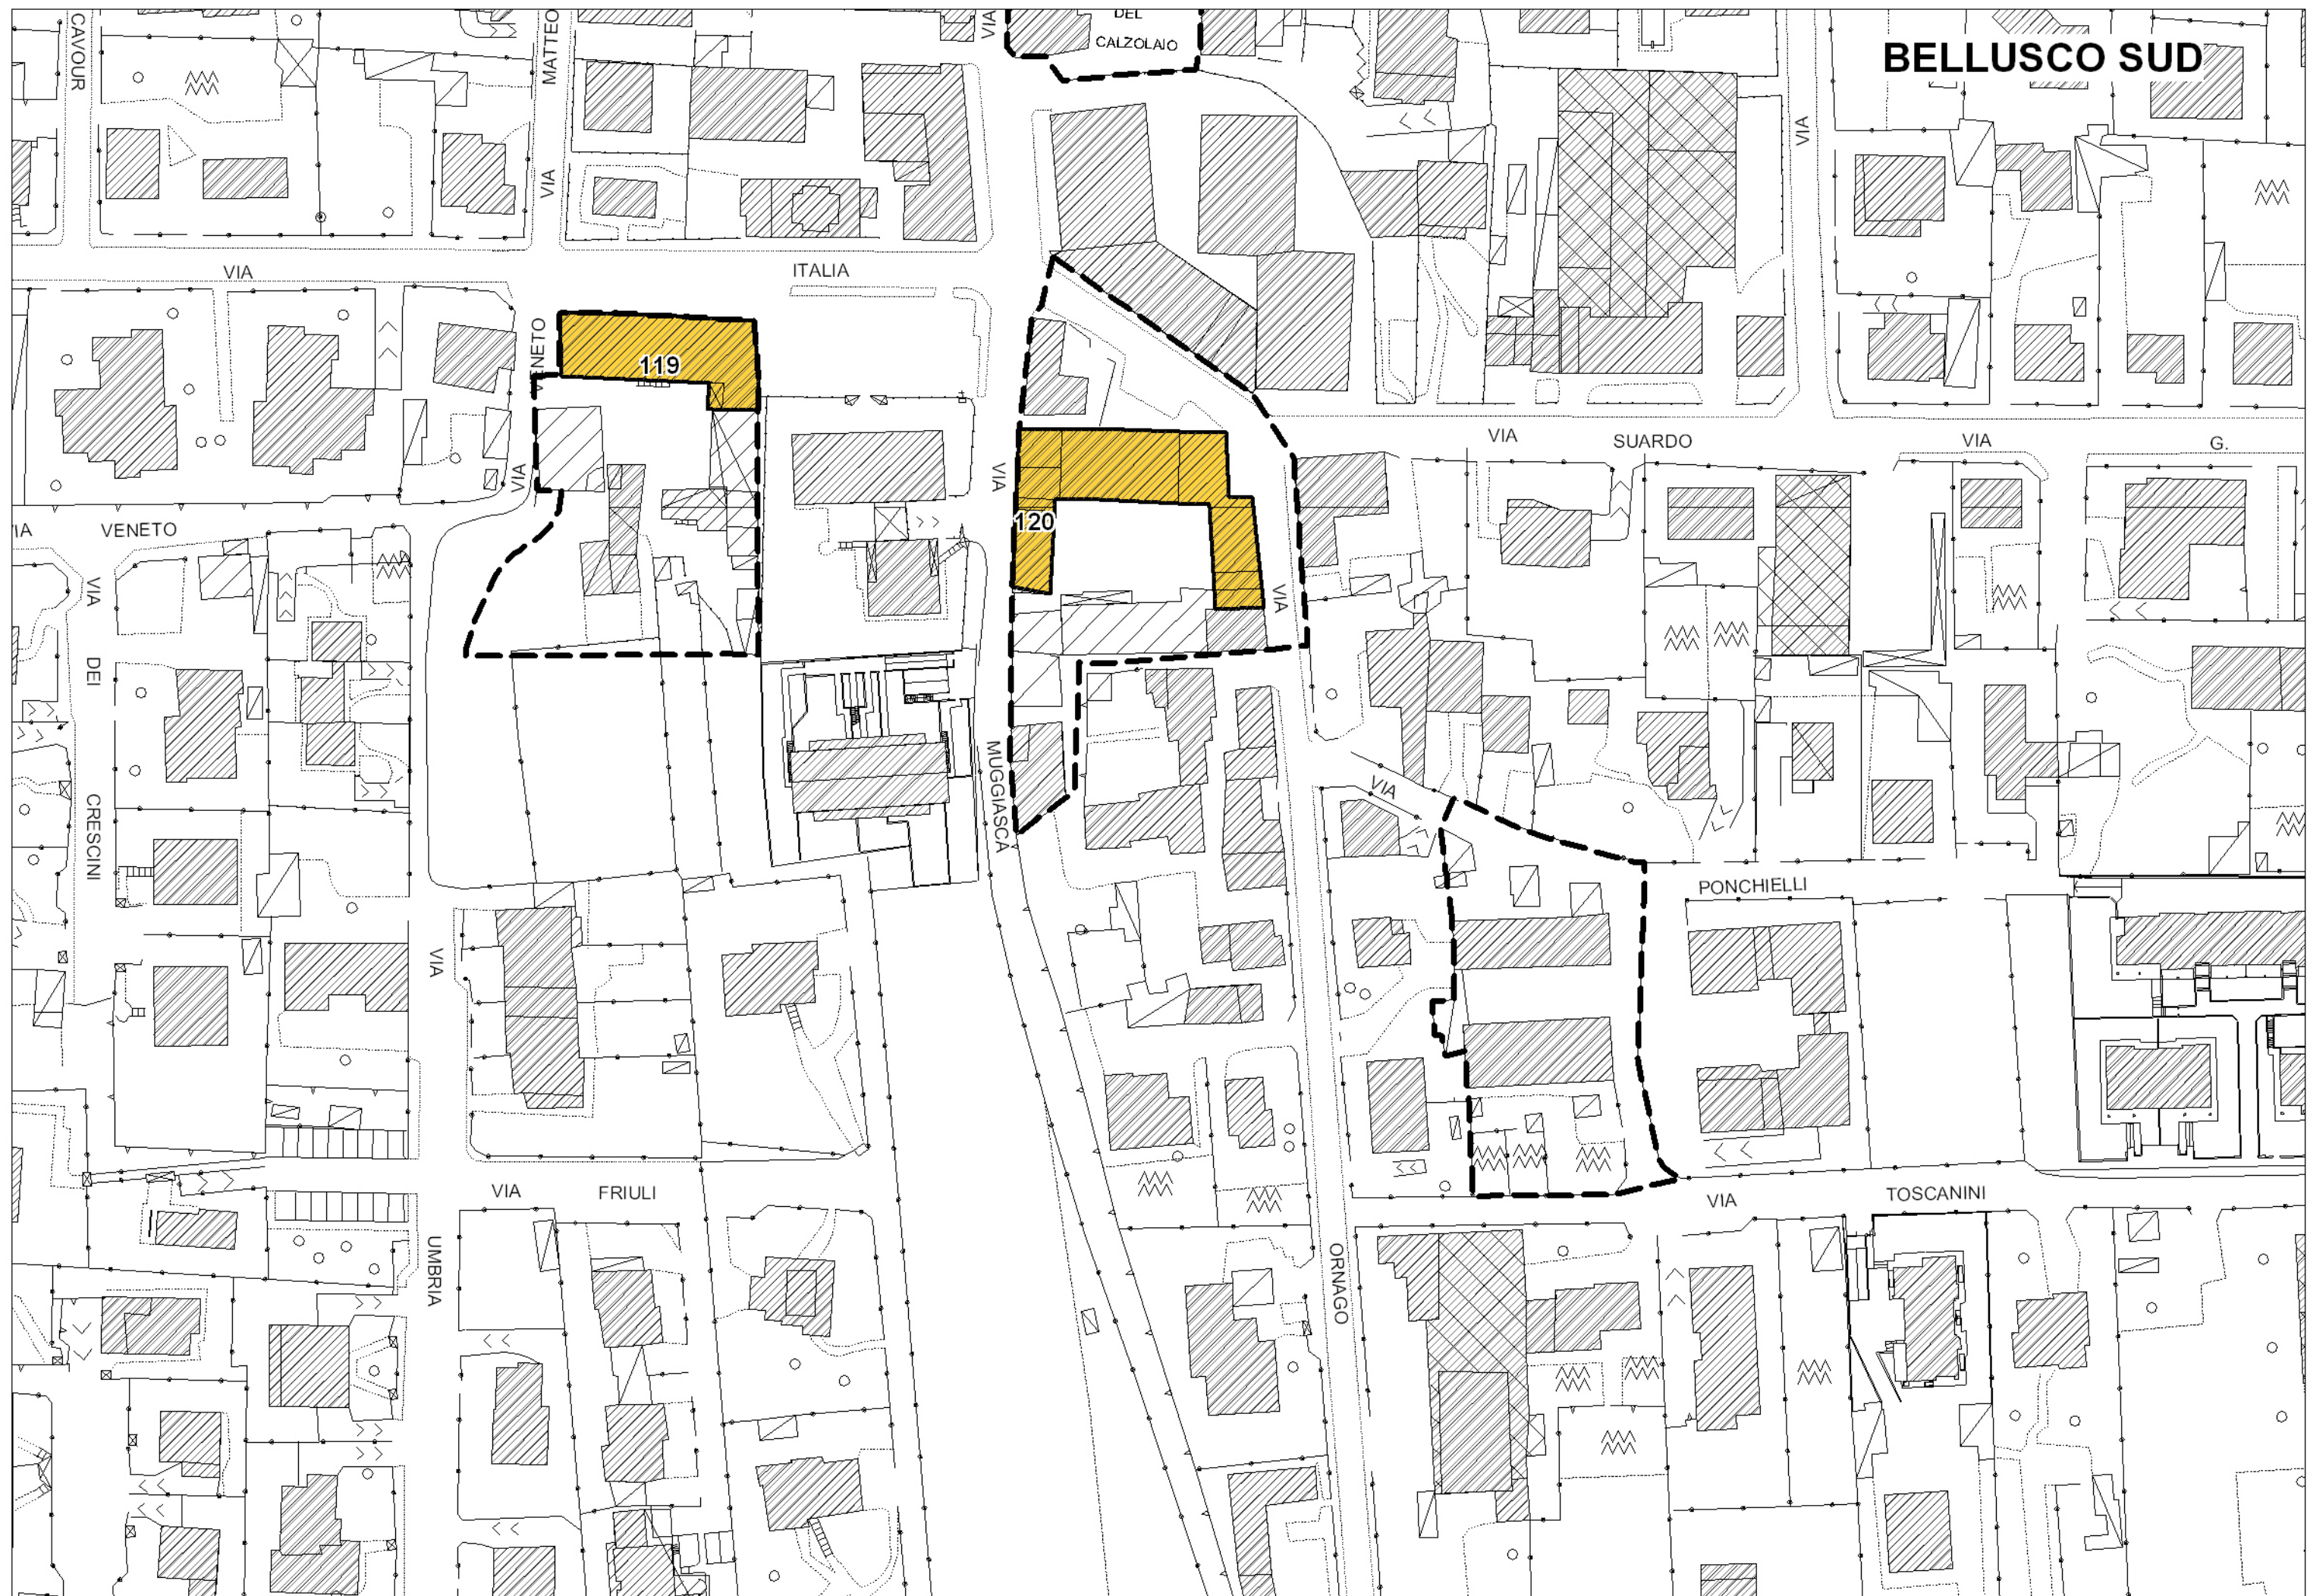 DEL
CALZOLAIO
VIA
MATTEO
CAVOUR
BELLUSCO SUD
VIA
VIA
VIA
ITALIA
VENETO
119
VIA
SUARDO
VIA
G.
VIA
VIA
120
VENETO
VIA
VIA
DEI
CRESCINI
MUGGIASCA
VIA
PONCHIELLI
VIA
VIA
FRIULI
VIA
TOSCANINI
UMBRIA
ORNAGO